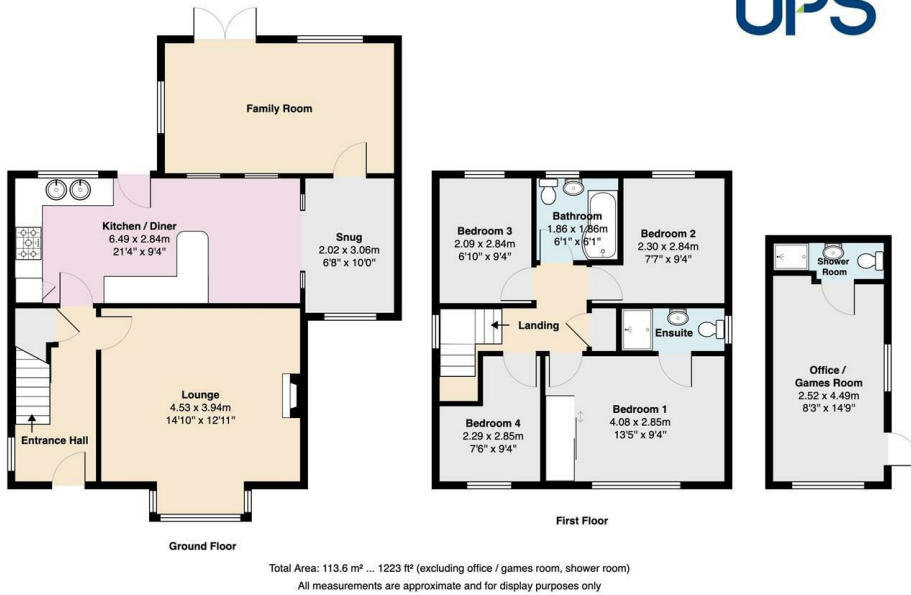 UPS
Family Room
Kitchen / Diner
6.49 x 2.84m
21'4" x 9'4"
Snug
2.02 x 3.06m
6'8" x 10'0"
Lounge
4.53 x 3.94m
14'10" x 12'11"
Entrance Hall
Ground Floor
Bedroom 3
2.09 x 2.84m
6'10" x 9'4"
Bathroom
1.86 x 1.86m
6'1" x 6'1"
Bedroom 2
2.30 x 2.84m
7'7" x 9'4"
Landing
Ensuite
Bedroom 4
2.29 x 2.85m
7'6" x 9'4"
Bedroom 1
4.08 x 2.85m
13'5" x 9'4"
First Floor
Shower
Room
Office /
Games Room
2.52 x 4.49m
8'3" x 14'9"
Total Area: 113.6 m² ... 1223 ft² (excluding office / games room, shower room)
All measurements are approximate and for display purposes only